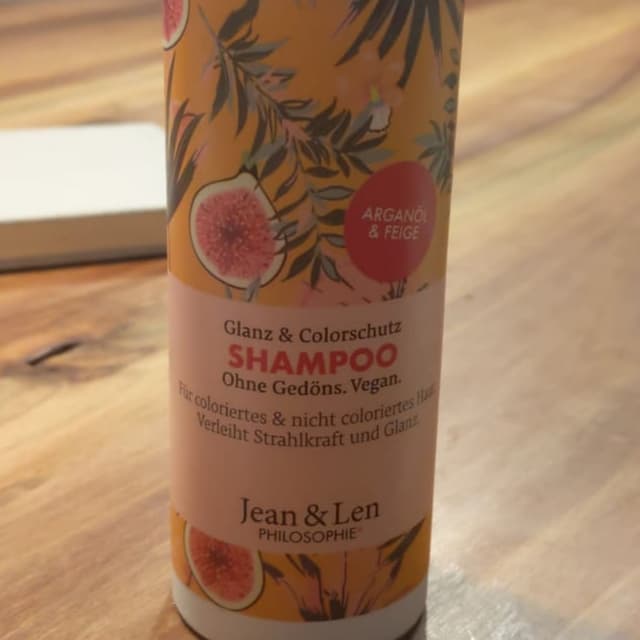 ARGANÖL
& FEIGE
Glanz & Colorschutz
SHAMPOO
Ohne Gedöns. Vegan.
Für coloriertes & nicht coloriertes Haar.
Verleiht Strahlkraft und Glanz.
Jean & Len
PHILOSOPHIE